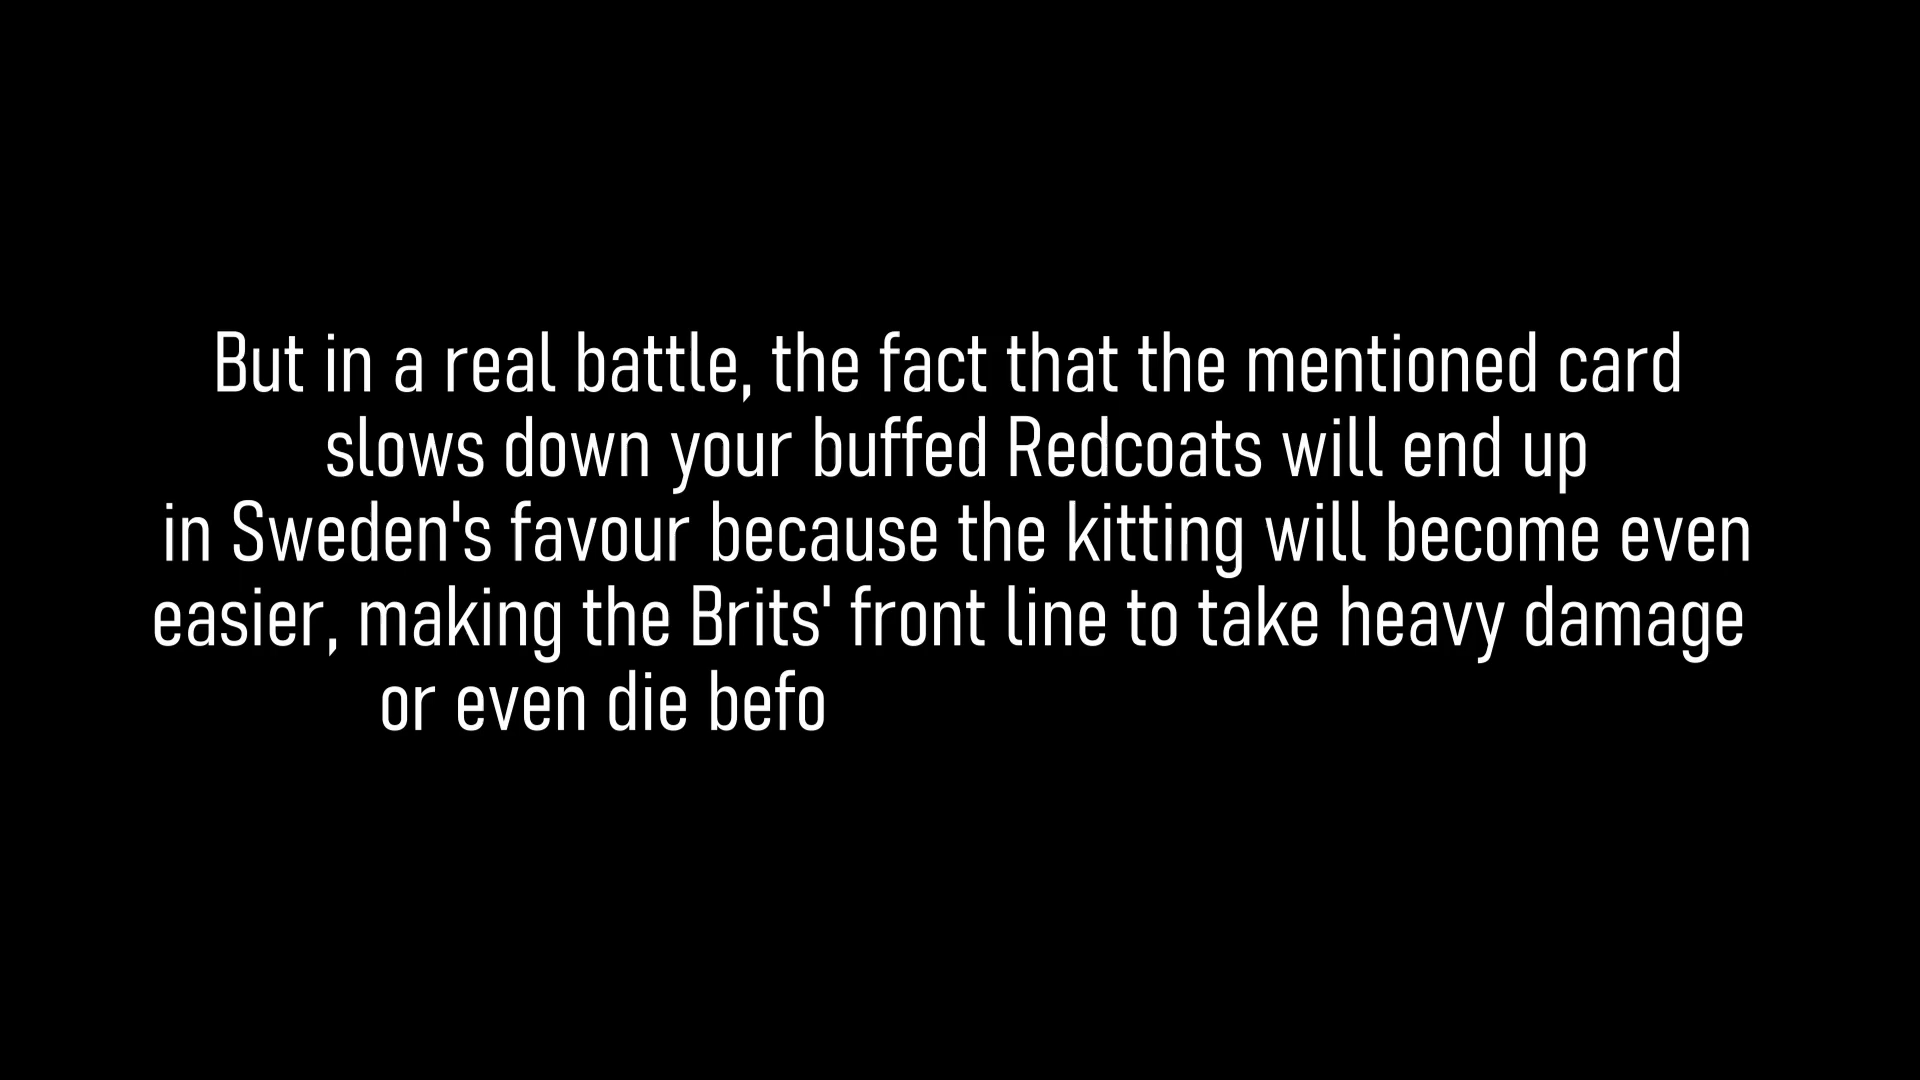 But in a real battle, the fact that the mentioned card
slows down your buffed Redcoats will end up
in Sweden's favour because the kitting will become even
easier, making the Brits' front line to take heavy damage
or even die befo